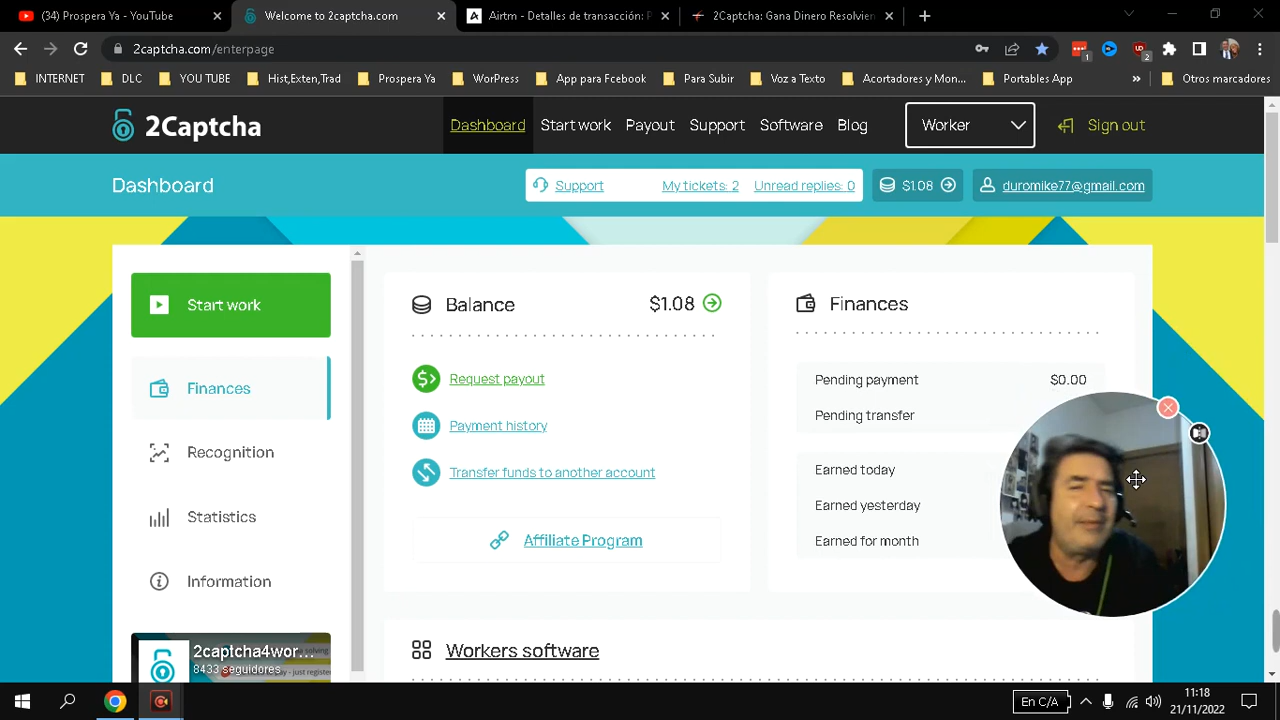 (34) Prospera Ya - YouTube
Welcome to 2captcha.com
Airtm - Detalles de transacción: P
2Captcha: Gana Dinero Resolvien
2captcha.com/enterpage
1
2
INTERNET
DLC
YOU TUBE
Hist,Exten,Trad
Prospera Ya
WorPress
App para Fcebook
Para Subir
Voz a Texto
Acortadores y Mon...
Portables App
»
Otros marcadores
2Captcha
Dashboard
Start work
Payout
Support
Software
Blog
Worker
Sign out
Dashboard
Support
My tickets: 2
Unread replies: 0
$1.08
duromike77@gmail.com
Start work
Finances
Recognition
Statistics
Information
2captcha4wor...
8433 seguidores
Balance
$1.08
Request payout
Payment history
Transfer funds to another account
Affiliate Program
Finances
Pending payment
$0.00
Pending transfer
Earned today
Earned yesterday
Earned for month
Workers software
En C/A
11:18
21/11/2022